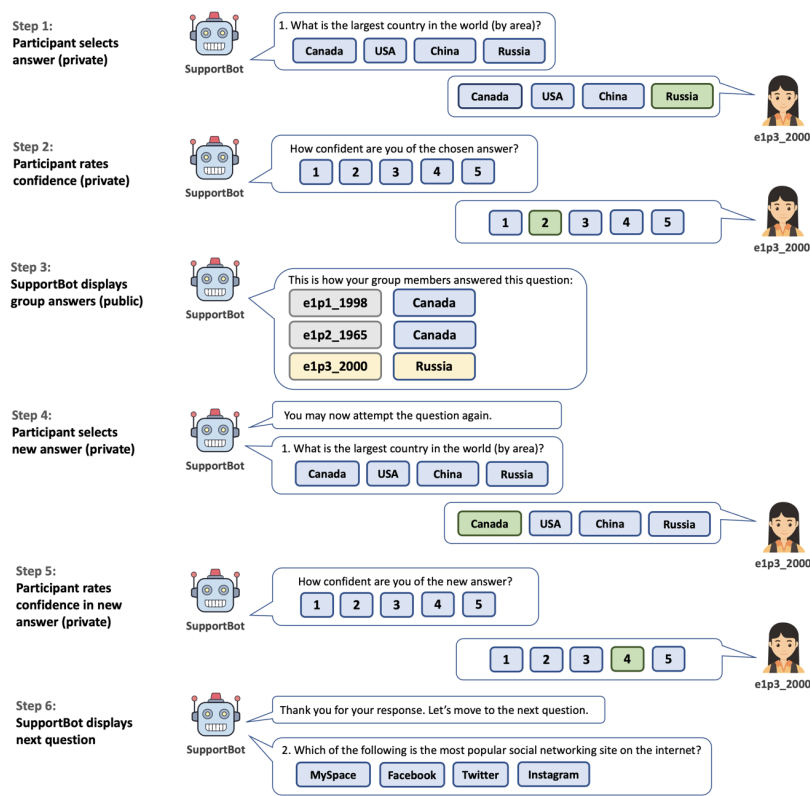 Step 1:
Participant selects
answer (private)
SupportBot
1. What is the largest country in the world (by area)?
Canada USA China Russia
Canada USA China Russia
e1p3_2000
Step 2:
Participant rates
confidence (private)
SupportBot
How confident are you of the chosen answer?
1 2 3 4 5
1 2 3 4 5
e1p3_2000
Step 3:
SupportBot displays
group answers (public)
SupportBot
This is how your group members answered this question:
e1p1_1998 Canada
e1p2_1965 Canada
e1p3_2000 Russia
Step 4:
Participant selects
new answer (private)
SupportBot
You may now attempt the question again.
1. What is the largest country in the world (by area)?
Canada USA China Russia
Canada USA China Russia
e1p3_2000
Step 5:
Participant rates
confidence in new
answer (private)
SupportBot
How confident are you of the new answer?
1 2 3 4 5
1 2 3 4 5
e1p3_2000
Step 6:
SupportBot displays
next question
SupportBot
Thank you for your response. Let's move to the next question.
2. Which of the following is the most popular social networking site on the internet?
MySpace Facebook Twitter Instagram